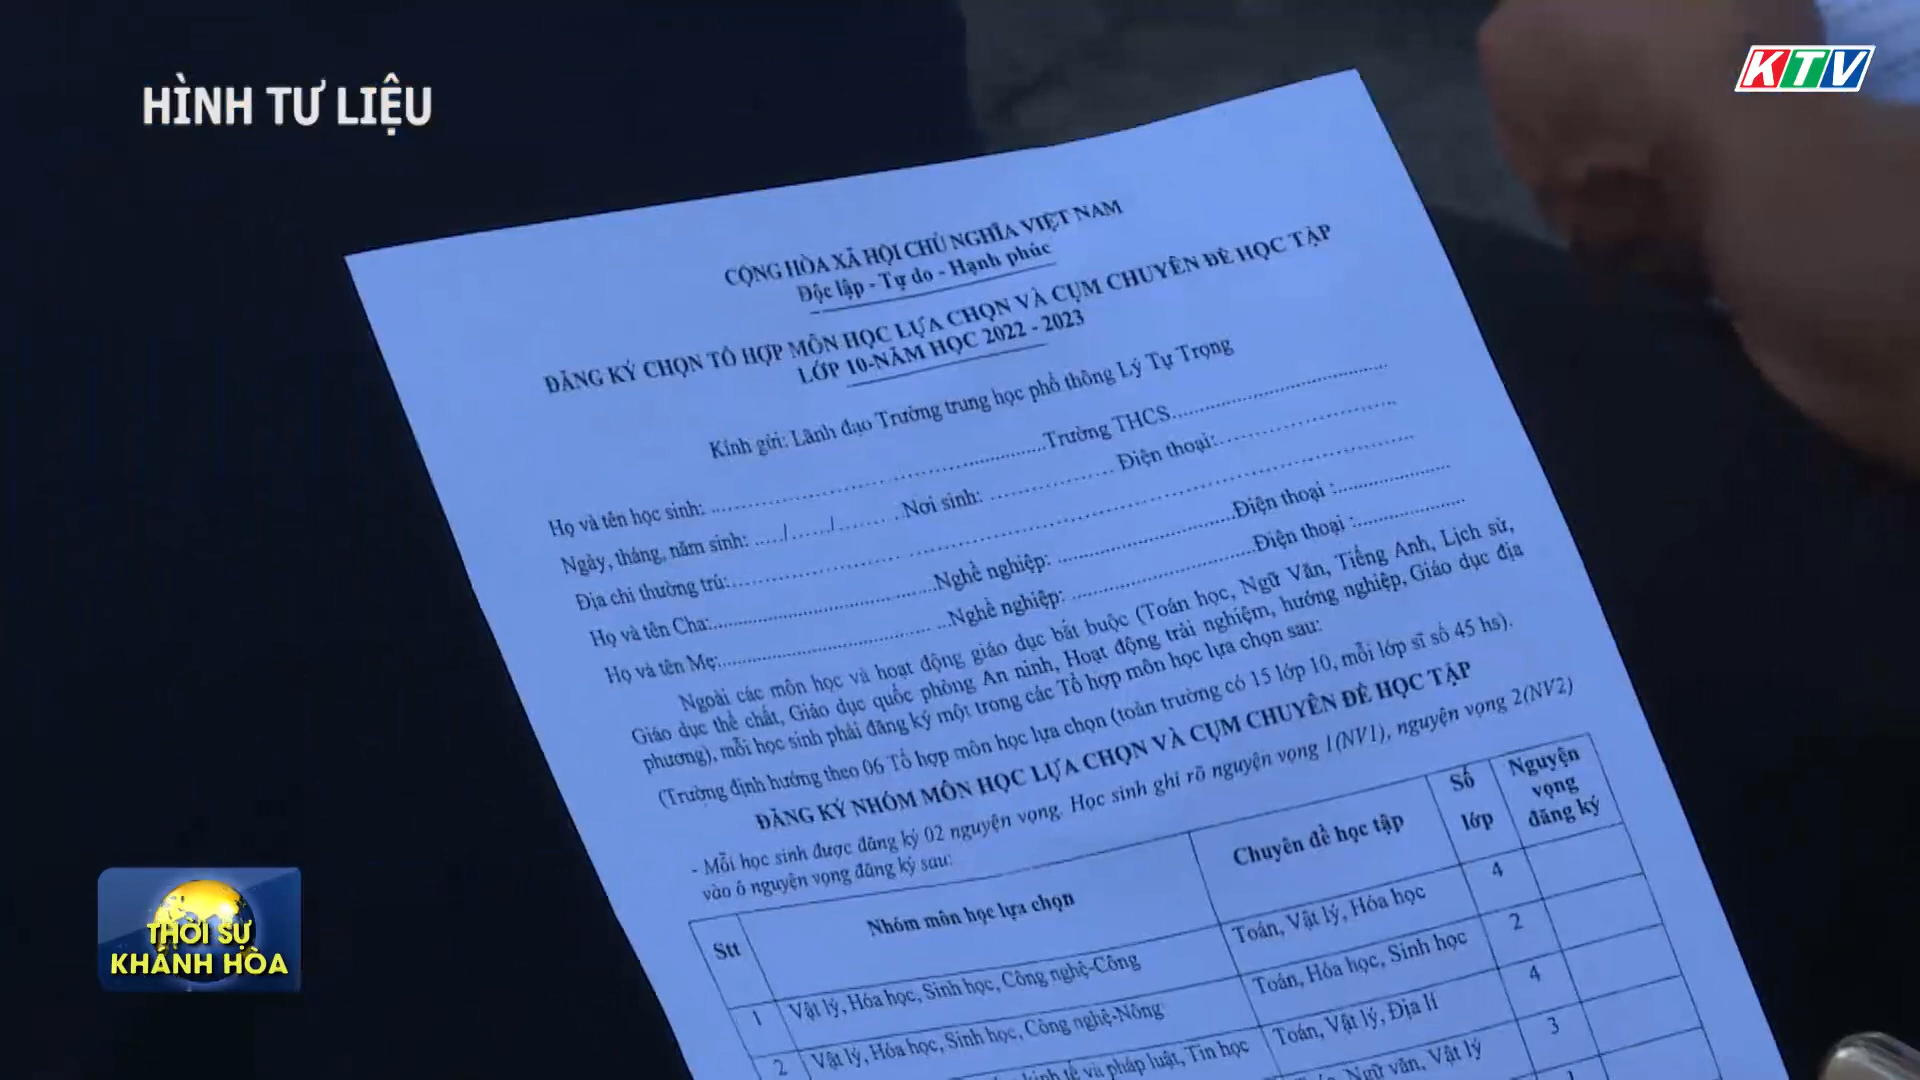 HÌNH TƯ LIỆU
KTV
CỘNG HÒA XÃ HỘI CHỦ NGHĨA VIỆT NAM
Độc lập - Tự do - Hạnh phúc
ĐĂNG KÝ CHỌN TỔ HỢP MÔN HỌC LỰA CHỌN VÀ CỤM CHUYÊN ĐỀ HỌC TẬP
LỚP 10-NĂM HỌC 2022 - 2023
Kính gửi: Lãnh đạo Trường trung học phổ thông Lý Tự Trọng
Họ và tên học sinh: ........................................Trường THCS..............................
Ngày, tháng, năm sinh: ...../....../........ .Nơi sinh: .................... Điện thoại:.........................
Địa chỉ thường trú:................................................................................
Họ và tên Cha:..............................Nghề nghiệp: .........................Điện thoại :....................
Họ và tên Mẹ:.............................. ..Nghề nghiệp: .........................Điện thoại :...................
Ngoài các môn học và hoạt động giáo dục bắt buộc (Toán học, Ngữ Văn, Tiếng Anh, Lịch sử,
Giáo dục thể chất, Giáo dục quốc phòng An ninh, Hoạt động trải nghiệm, hướng nghiệp, Giáo dục địa
phương), mỗi học sinh phải đăng ký một trong các Tổ hợp môn học lựa chọn sau:
(Trường định hướng theo 06 Tổ hợp môn học lựa chọn (toàn trường có 15 lớp 10, mỗi lớp sĩ số 45 hs).
ĐĂNG KÝ NHÓM MÔN HỌC LỰA CHỌN VÀ CỤM CHUYÊN ĐỀ HỌC TẬP
- Mỗi học sinh được đăng ký 02 nguyện vọng. Học sinh ghi rõ nguyện vọng 1(NV1), nguyện vọng 2(NV2)
vào ô nguyện vọng đăng ký sau:
Stt Nhóm môn học lựa chọn Chuyên đề học tập Số lớp Nguyện vọng đăng ký
1 Vật lý, Hóa học, Sinh học, Công nghệ-Công Toán, Vật lý, Hóa học 4
2 Vật lý, Hóa học, Sinh học, Công nghệ-Nông Toán, Hóa học, Sinh học 2
kinh tế và pháp luật, Tin học Toán, Vật lý, Địa lí 4
Ngữ văn, Vật lý 3
THỜI SỰ
KHÁNH HÒA